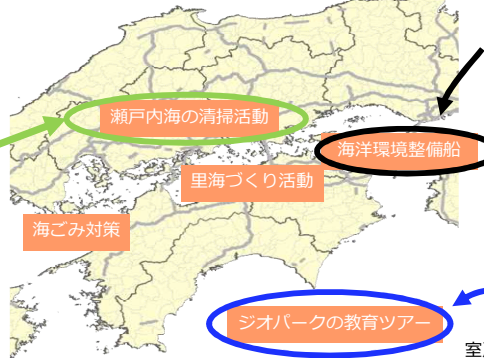 瀬戸内海の清掃活動
海洋環境整備船
里海づくり活動
海ごみ対策
ジオパークの教育ツアー
室